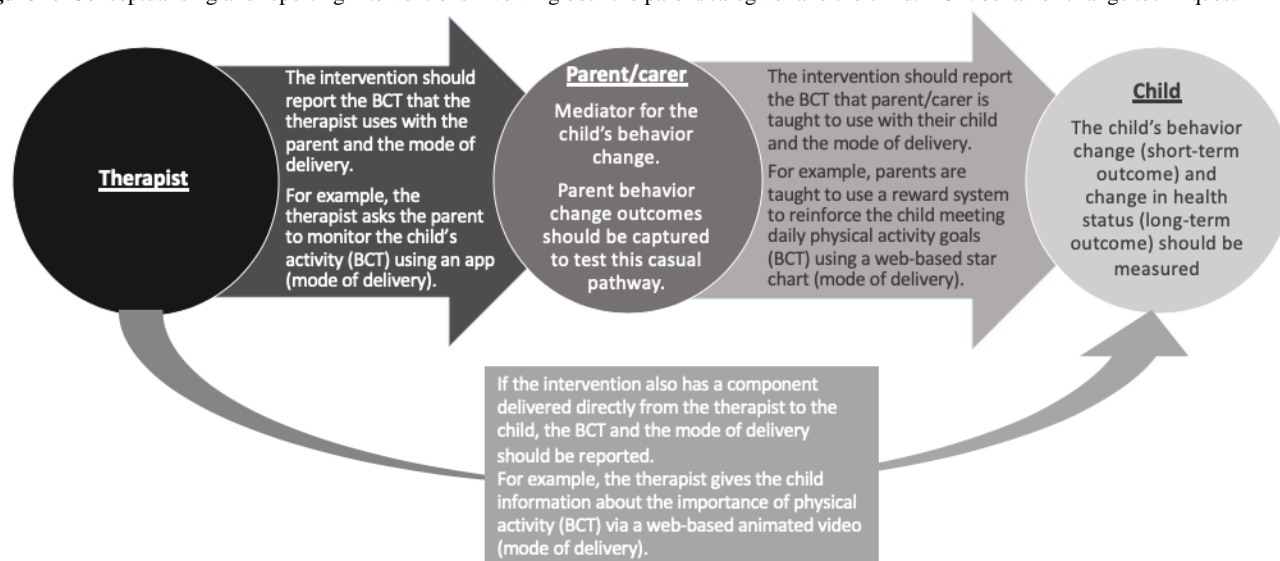 Therapist
The intervention should
report the BCT that the
therapist uses with the
parent and the mode of
delivery.
For example, the
therapist asks the parent
to monitor the child's
activity (BCT) using an app
(mode of delivery).
Parent/carer
Mediator for the
child's behavior
change.
Parent behavior
change outcomes
should be captured
to test this casual
pathway.
The intervention should report
the BCT that parent/carer is
taught to use with their child
and the mode of delivery.
For example, parents are
taught to use a reward system
to reinforce the child meeting
daily physical activity goals
(BCT) using a web-based star
chart (mode of delivery).
Child
The child's behavior
change (short-term
outcome) and
change in health
status (long-term
outcome) should be
measured
If the intervention also has a component
delivered directly from the therapist to the
child, the BCT and the mode of delivery
should be reported.
For example, the therapist gives the child
information about the importance of physical
activity (BCT) via a web-based animated video
(mode of delivery).